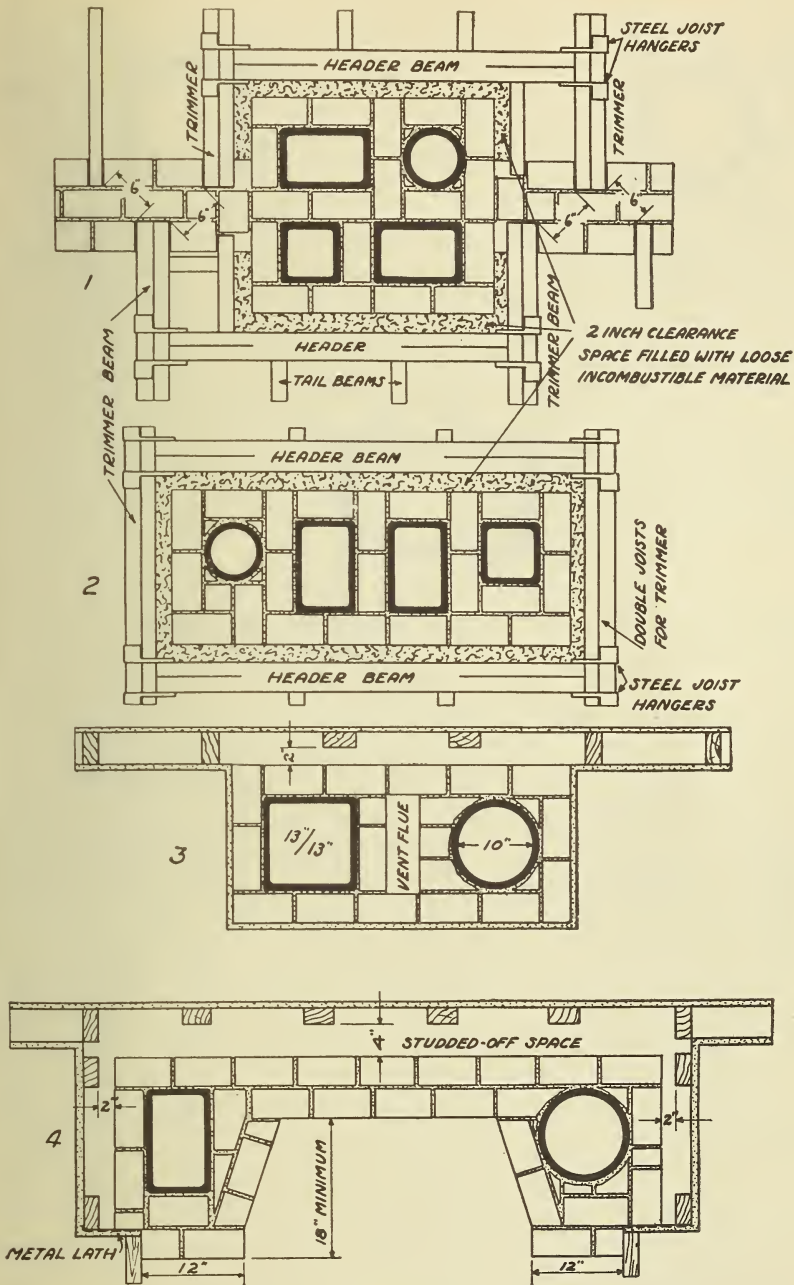 STEEL JOIST
HANGERS
HEADER BEAM
TRIMMER
TRIMMER
6"
6"
6"
6"
1
TRIMMER BEAM
HEADER
TRIMMER BEAM
2 INCH CLEARANCE
SPACE FILLED WITH LOOSE
INCOMBUSTIBLE MATERIAL
TAIL BEAMS
HEADER BEAM
2
DOUBLE JOISTS
FOR TRIMMER
HEADER BEAM
STEEL JOIST
HANGERS
2"
3
13"/13"
VENT FLUE
10"
4"
STUDDED-OFF SPACE
2"
2"
4
18" MINIMUM
METAL LATH
12"
12"